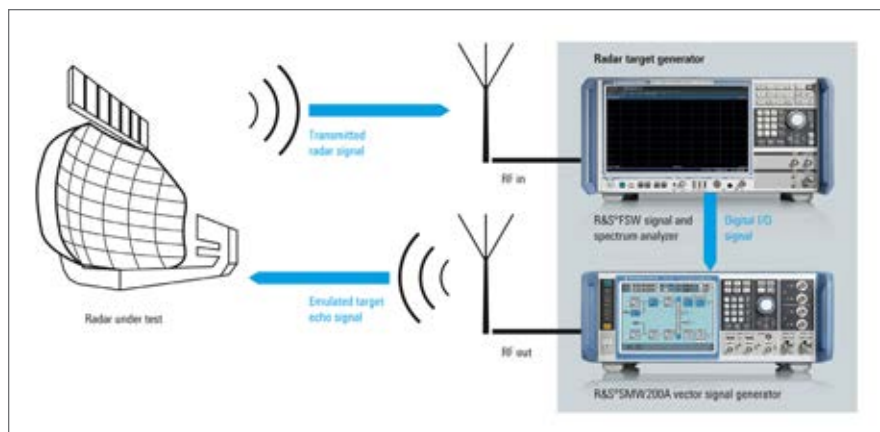 Radar target generator
Transmitted
radar signal
RF in
R&S®FSW signal and
spectrum analyzer
Digital I/Q
signal
Emulated target
echo signal
Radar under test
RF out
R&S®SMW200A vector signal generator